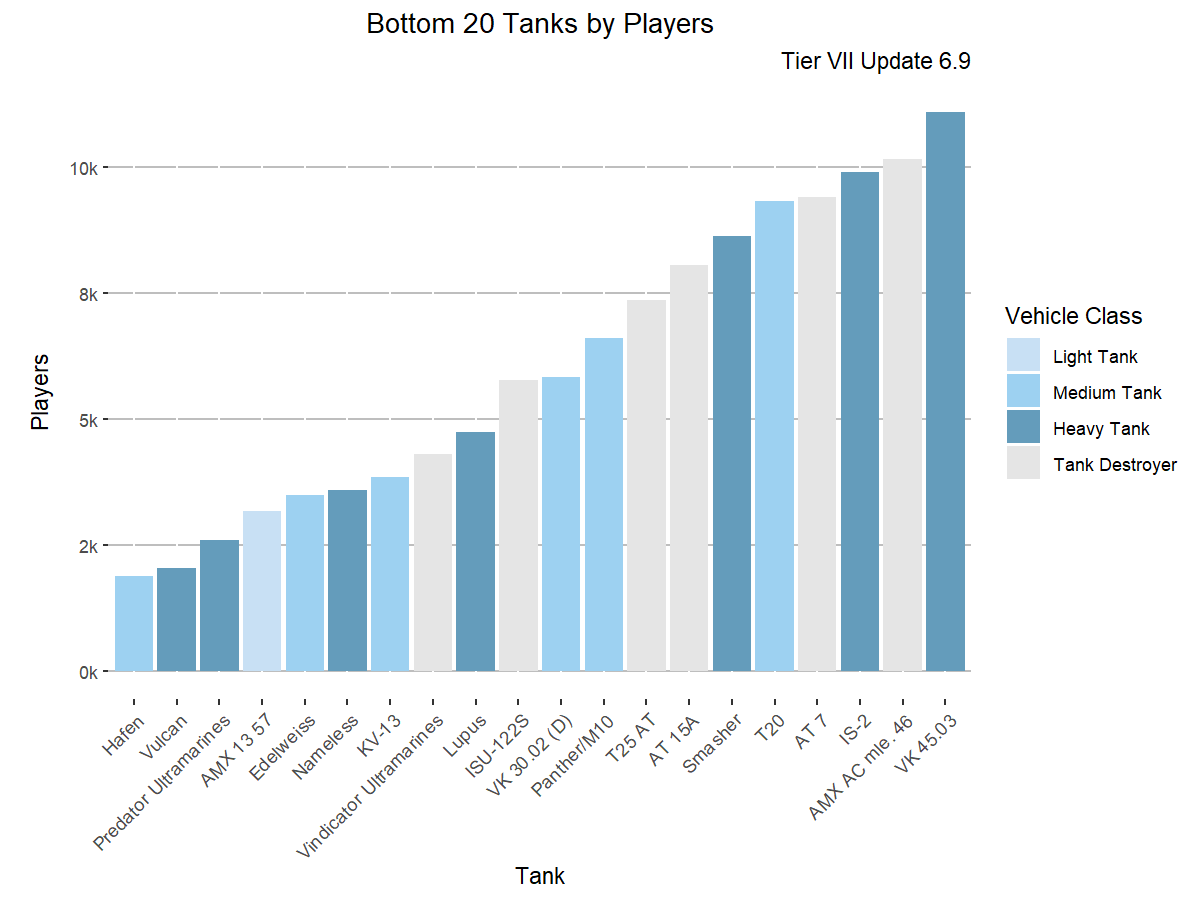 Bottom 20 Tanks by Players
Tier VII Update 6.9
Players
10k
8k
5k
2k
0k
Hafen
Vulcan
Predator Ultramarines
AMX 13 57
Edelweiss
Nameless
KV-13
Vindicator Ultramarines
Lupus
ISU-122S
VK 30.02 (D)
Panther/M10
T25 AT
AT 15A
Smasher
T20
AT 7
IS-2
AMX AC mle. 46
VK 45.03
Tank
Vehicle Class
Light Tank
Medium Tank
Heavy Tank
Tank Destroyer